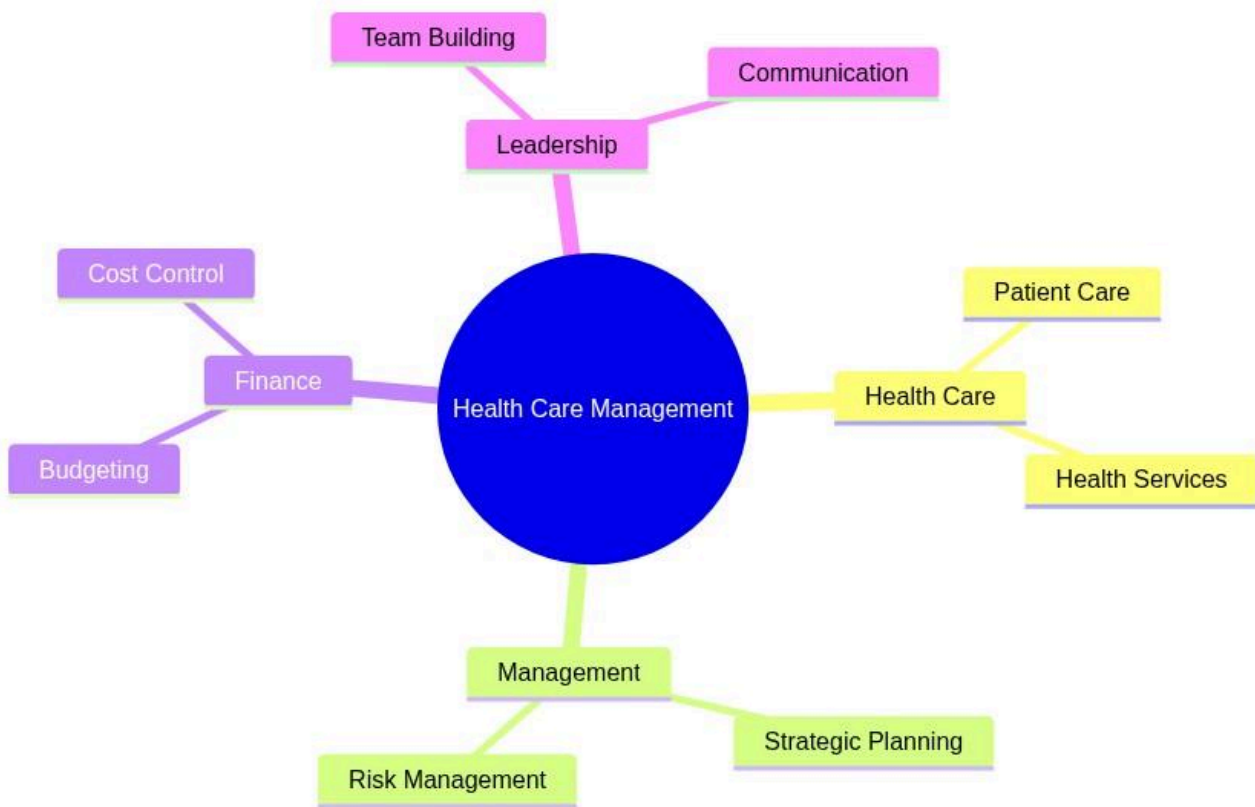 Team Building
Communication
Leadership
Cost Control
Patient Care
Finance
Health Care
Health Care Management
Budgeting
Health Services
Management
Strategic Planning
Risk Management